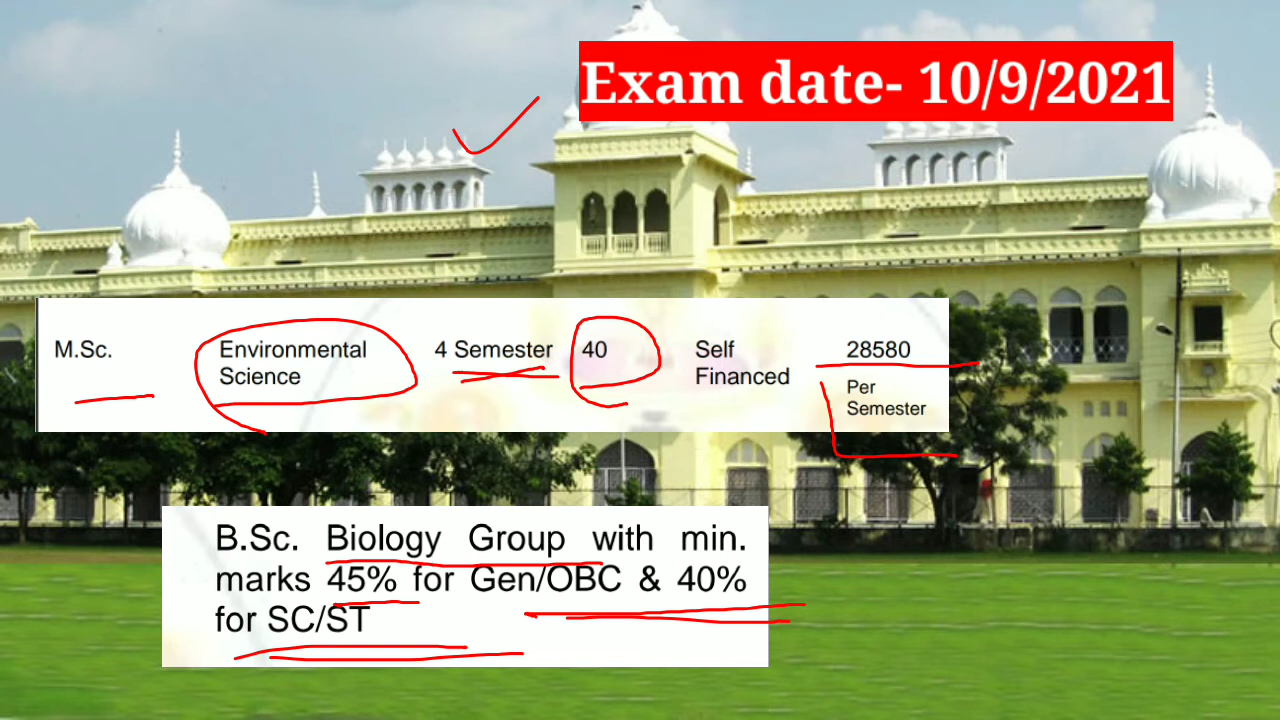 Exam date- 10/9/2021
M.Sc. Environmental Science 4 Semester 40 Self Financed 28580 Per Semester
B.Sc. Biology Group with min.
marks 45% for Gen/OBC & 40%
for SC/ST